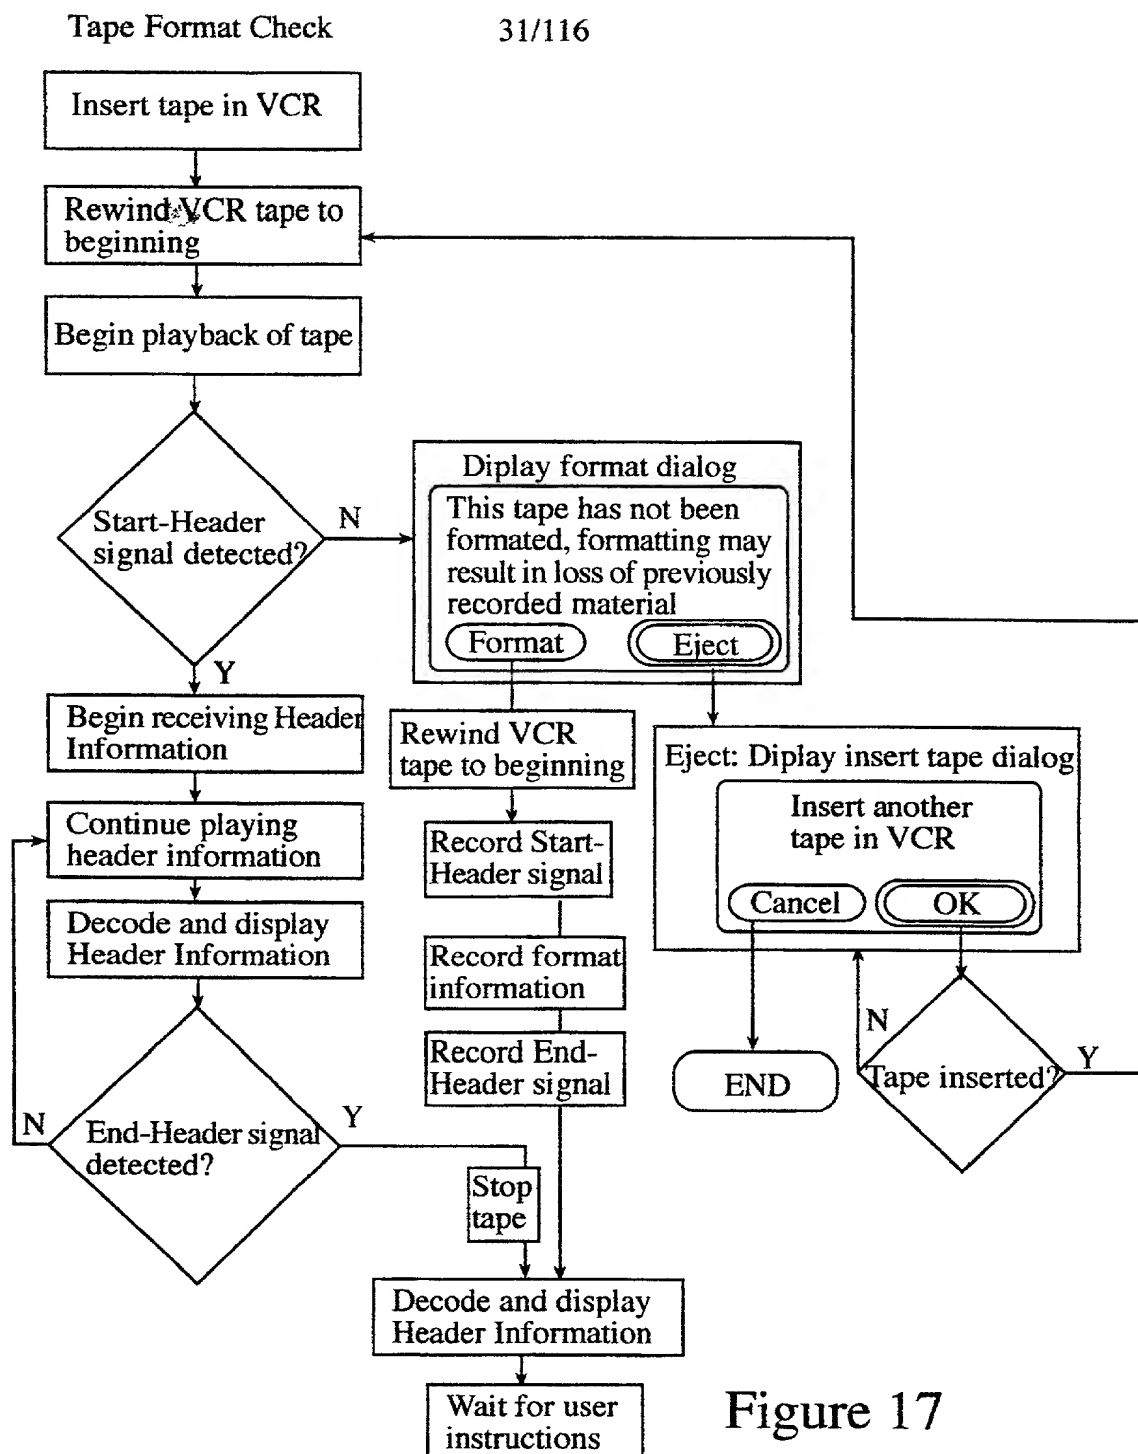 Tape Format Check
31/116
Insert tape in VCR
Rewind VCR tape to
beginning
Begin playback of tape
Start-Header
signal detected?
N
Y
Diplay format dialog
This tape has not been
formated, formatting may
result in loss of previously
recorded material
Format
Eject
Begin receiving Header
Information
Continue playing
header information
Decode and display
Header Information
End-Header signal
detected?
N
Y
Rewind VCR
tape to beginning
Record Start-
Header signal
Record format
information
Record End-
Header signal
Eject: Diplay insert tape dialog
Insert another
tape in VCR
Cancel
OK
END
N
Tape inserted?
Y
Stop
tape
Decode and display
Header Information
Wait for user
instructions
Figure 17